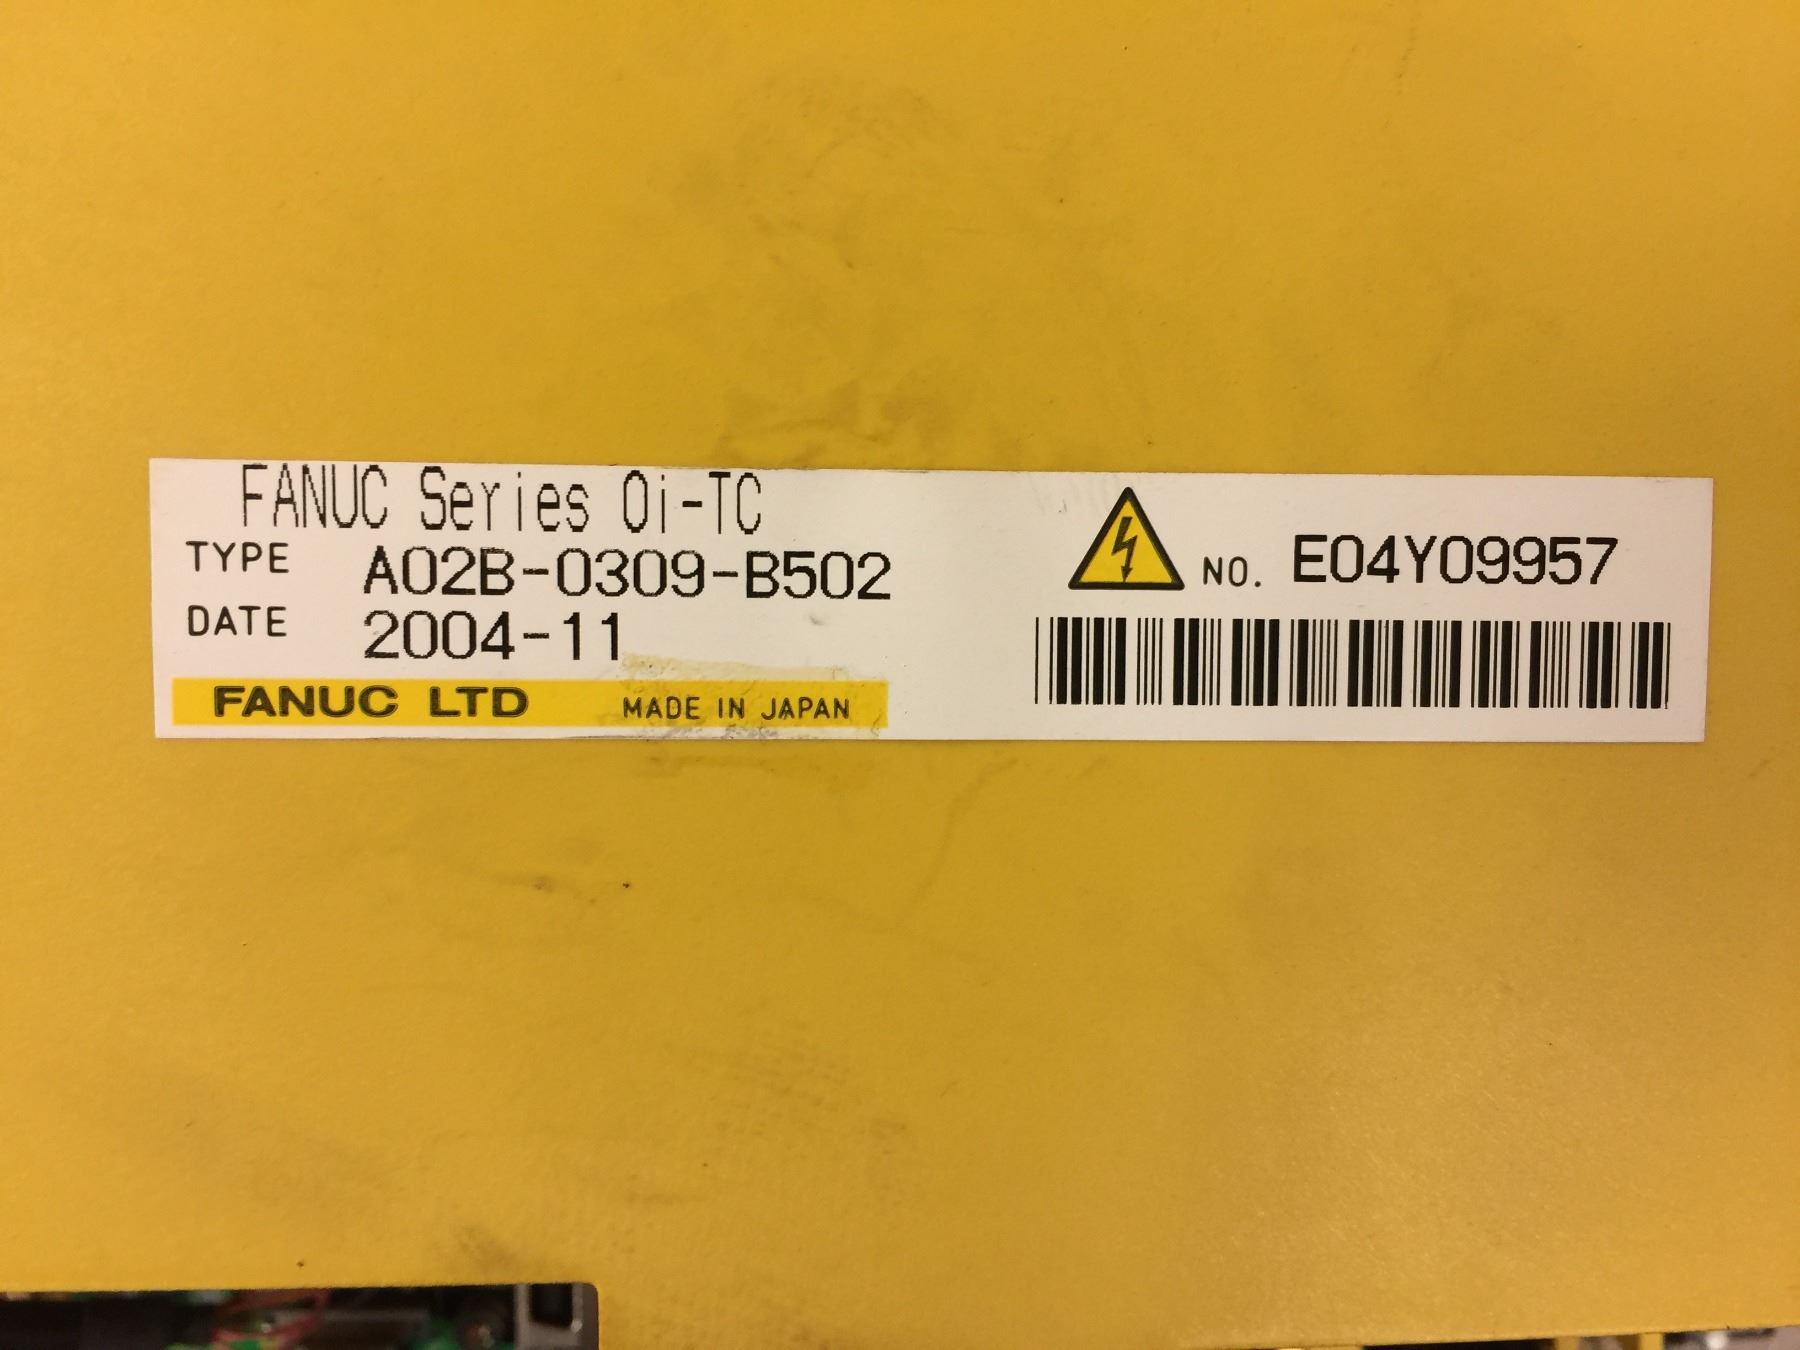 FANUC Series 0i-TC
TYPE A02B-0309-B502
DATE 2004-11
FANUC LTD MADE IN JAPAN
NO. E04Y09957